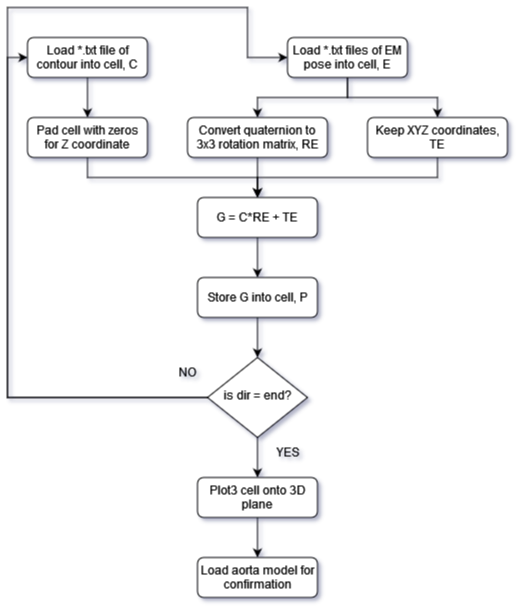 Load *.txt file of
contour into cell, C
Load *.txt files of EM
pose into cell, E
Pad cell with zeros
for Z coordinate
Convert quaternion to
3x3 rotation matrix, RE
Keep XYZ coordinates,
TE
G = C*RE + TE
Store G into cell, P
NO
is dir = end?
YES
Plot3 cell onto 3D
plane
Load aorta model for
confirmation